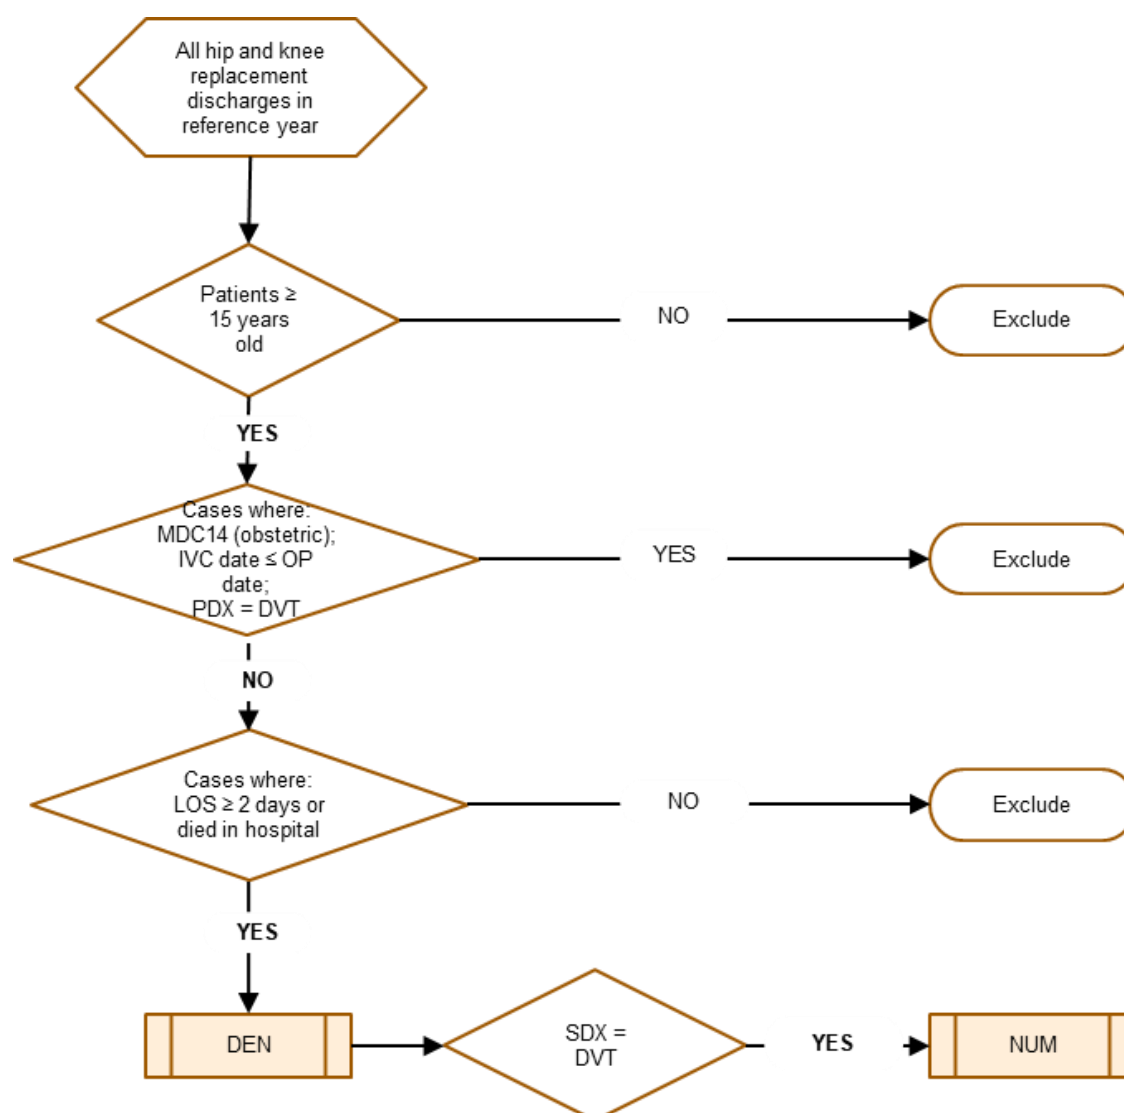 All hip and knee
replacement
discharges in
reference year
Patients ≥
15 years
old
NO
Exclude
YES
Cases where:
MDC14 (obstetric);
IVC date ≤ OP
date;
PDX = DVT
YES
Exclude
NO
Cases where:
LOS ≥ 2 days or
died in hospital
NO
Exclude
YES
DEN
SDX =
DVT
YES
NUM